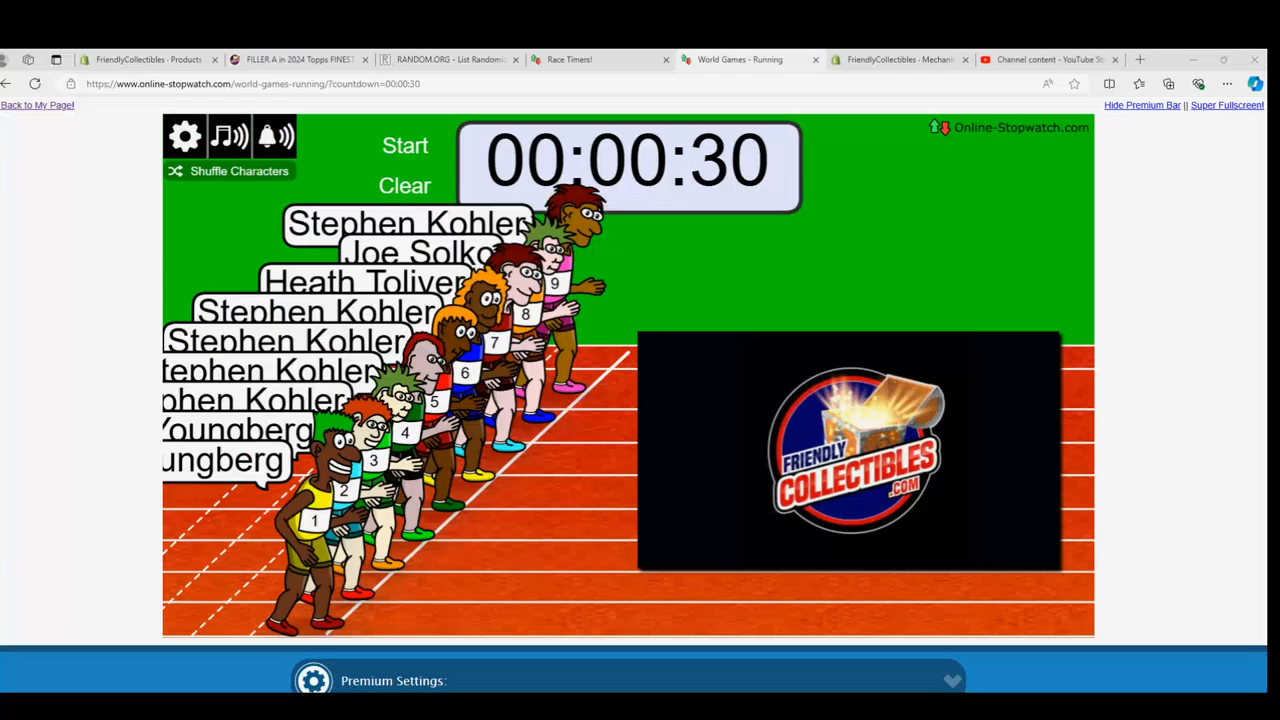 FriendlyCollectibles - Products
FILLER A in 2024 Topps FINEST
RANDOM.ORG - List Randomi
Race Timers!
World Games - Running
FriendlyCollectibles - Mechani
Channel content - YouTube St
https://www.online-stopwatch.com/world-games-running/?countdown=00:00:30
Back to My Page!
Hide Premium Bar || Super Fullscreen!
Start
Clear
00:00:30
Online-Stopwatch.com
Shuffle Characters
Stephen Kohler
Joe Solko
Heath Toliver
Stephen Kohler
Stephen Kohler
tephen Kohler
phen Kohler
Youngberg
ungberg
9
8
7
6
5
4
3
2
1
FRIENDLY
COLLECTIBLES
.COM
Premium Settings: